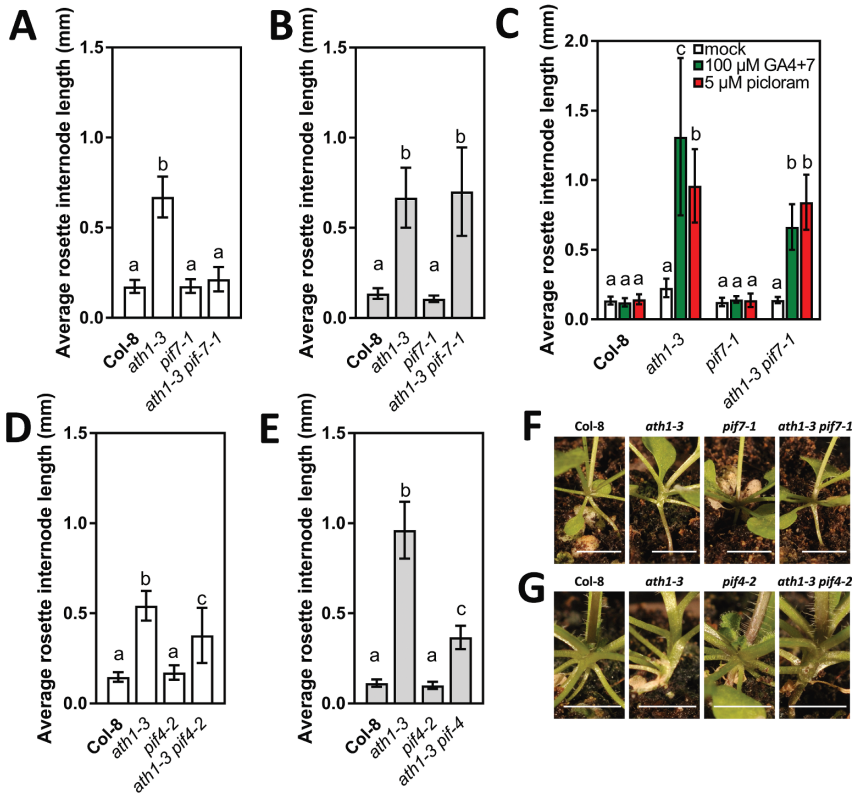 A
Average rosette internode length (mm)
1.5
1.0
0.5
0.0
a
b
a
a
Col-8
ath1-3
pif7-1
ath1-3 pif-7-1
B
Average rosette internode length (mm)
1.5
1.0
0.5
0.0
a
b
a
b
Col-8
ath1-3
pif7-1
ath1-3 pif-7-1
C
Average rosette internode length (mm)
2.0
1.5
1.0
0.5
0.0
mock
100 µM GA4+7
5 µM picloram
a a a
a
c
b
a a a
a
b b
Col-8
ath1-3
pif7-1
ath1-3 pif7-1
D
Average rosette internode length (mm)
1.5
1.0
0.5
0.0
a
b
a
c
Col-8
ath1-3
pif4-2
ath1-3 pif4-2
E
Average rosette internode length (mm)
1.5
1.0
0.5
0.0
a
b
a
c
Col-8
ath1-3
pif4-2
ath1-3 pif-4
F
Col-8 ath1-3 pif7-1 ath1-3 pif7-1
G
Col-8 ath1-3 pif4-2 ath1-3 pif4-2